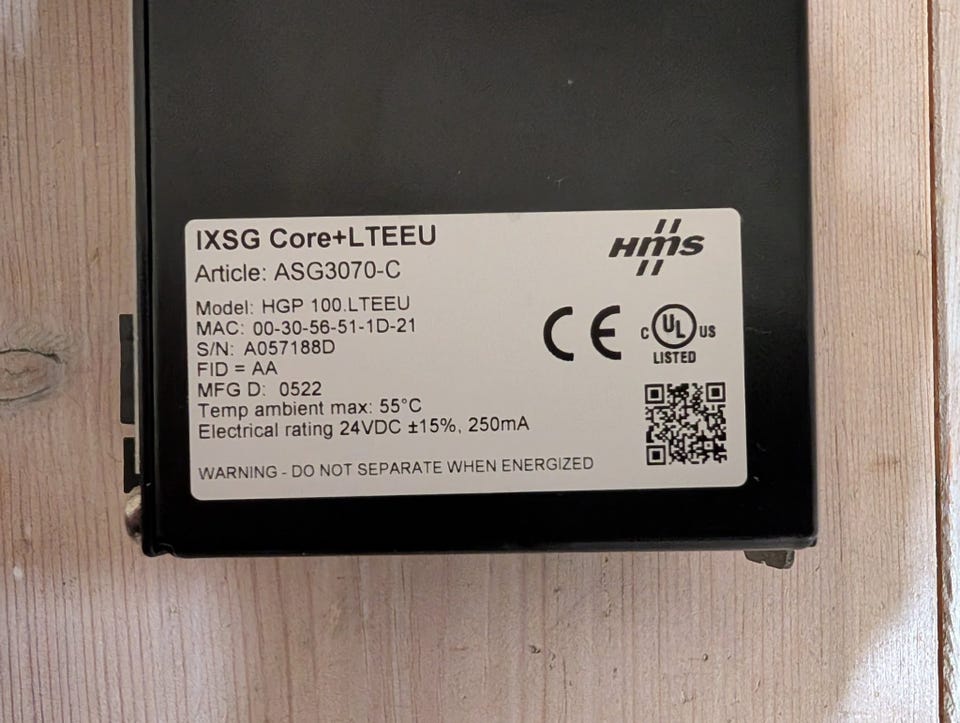 IXSG Core+LTEEU
HMS
Article: ASG3070-C
Model: HGP 100.LTEEU
MAC: 00-30-56-51-1D-21
S/N: A057188D
FID = AA
MFG D: 0522
Temp ambient max: 55°C
Electrical rating 24VDC ±15%, 250mA
WARNING - DO NOT SEPARATE WHEN ENERGIZED
CE
C UL US
LISTED